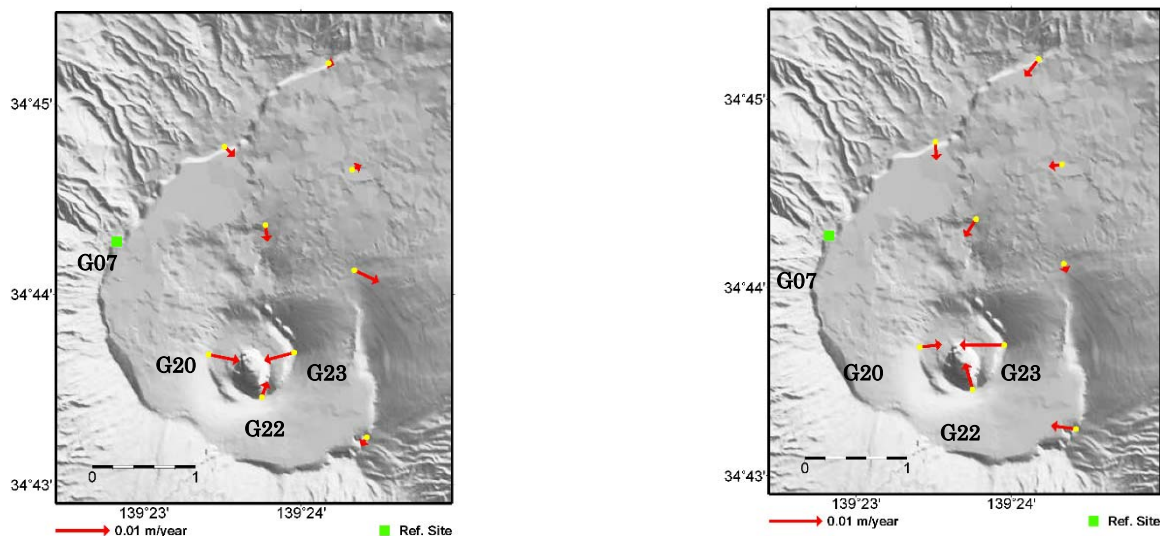 34°45'
G07
34°44'
G20
G23
G22
34°43'
0 1
139°23' 139°24'
0.01 m/year Ref. Site
34°45'
G07
34°44'
G20
G23
G22
34°43'
0 1
139°23' 139°24'
0.01 m/year Ref. Site